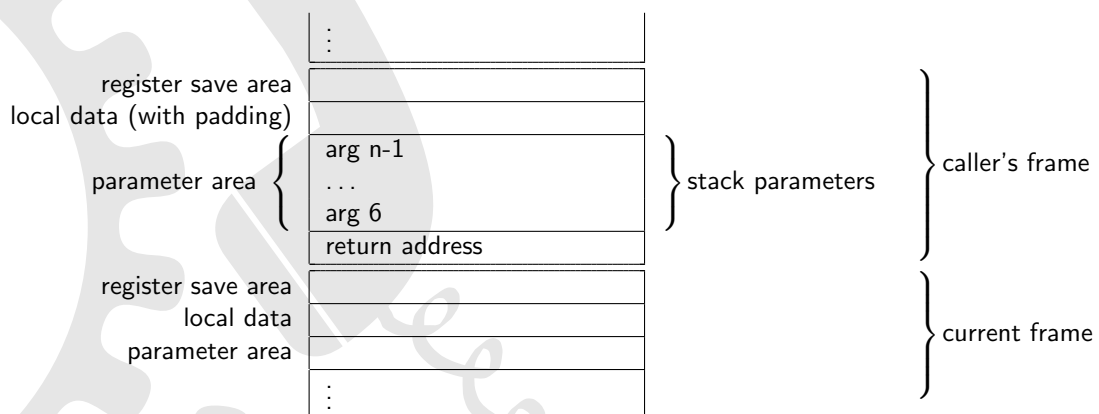 ⋮
register save area
local data (with padding)
arg n-1
parameter area
. . .
stack parameters
caller's frame
arg 6
return address
register save area
local data
current frame
parameter area
⋮